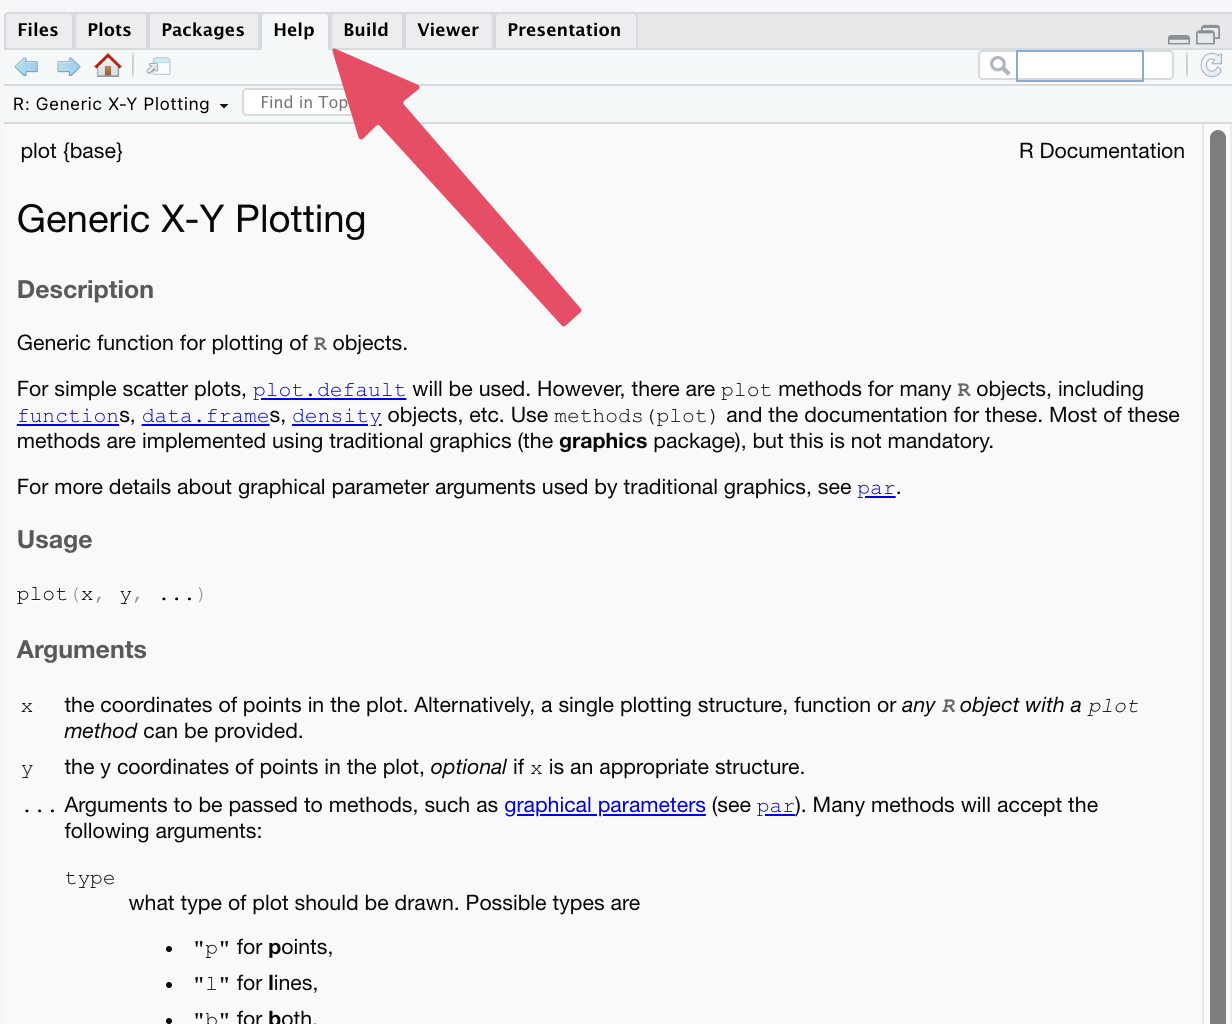 Files Plots Packages Help Build Viewer Presentation
R: Generic X-Y Plotting Find in Top
plot {base} R Documentation
Generic X-Y Plotting
Description
Generic function for plotting of R objects.
For simple scatter plots, plot.default will be used. However, there are plot methods for many R objects, including
functions, data.frames, density objects, etc. Use methods(plot) and the documentation for these. Most of these
methods are implemented using traditional graphics (the graphics package), but this is not mandatory.
For more details about graphical parameter arguments used by traditional graphics, see par.
Usage
plot(x, y, ...)
Arguments
x the coordinates of points in the plot. Alternatively, a single plotting structure, function or any R object with a plot
method can be provided.
y the y coordinates of points in the plot, optional if x is an appropriate structure.
... Arguments to be passed to methods, such as graphical parameters (see par). Many methods will accept the
following arguments:
type
what type of plot should be drawn. Possible types are
• "p" for points,
• "l" for lines,
• "b" for both,